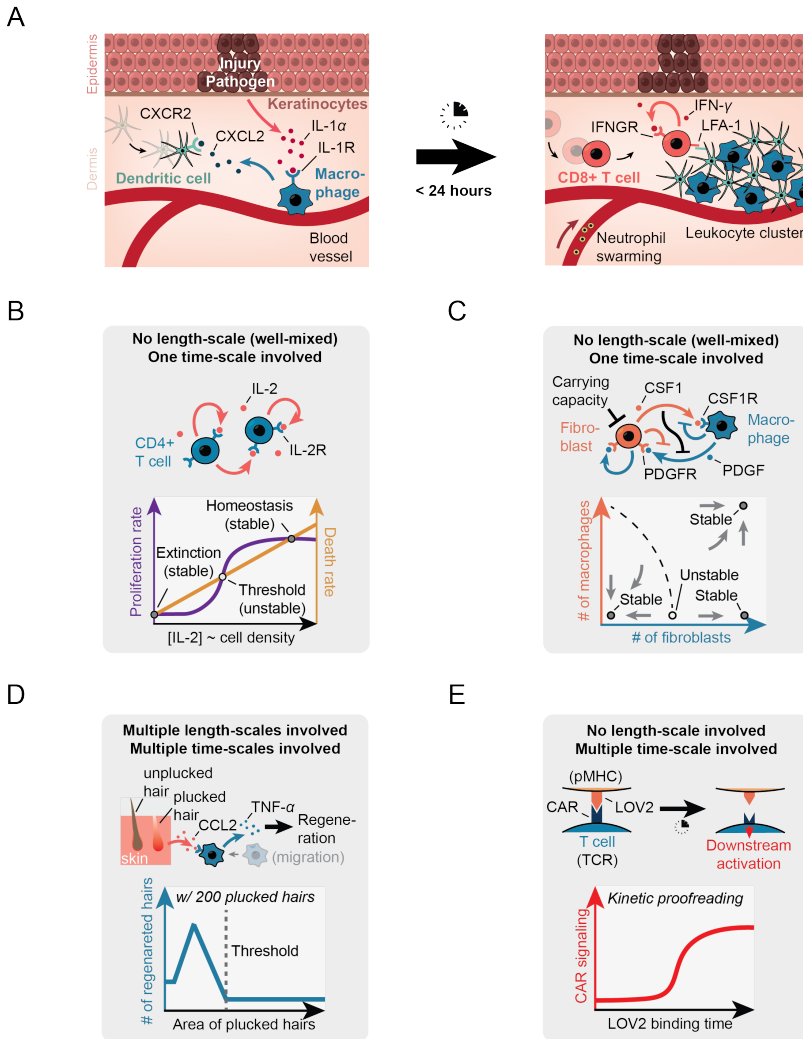 A
Epidermis
Dermis
Injury
Pathogen
Keratinocytes
CXCR2
CXCL2
IL-1α
IL-1R
Dendritic cell
Macro-
phage
Blood
vessel
< 24 hours
IFN-γ
IFNGR
LFA-1
CD8+ T cell
Neutrophil
swarming
Leukocyte cluster
B
No length-scale (well-mixed)
One time-scale involved
IL-2
CD4+
T cell
IL-2R
Proliferation rate
Death rate
Homeostasis
(stable)
Extinction
(stable)
Threshold
(unstable)
[IL-2] ~ cell density
C
No length-scale (well-mixed)
One time-scale involved
Carrying
capacity
CSF1
CSF1R
Fibro-
blast
Macro-
phage
PDGFR
PDGF
# of macrophages
Stable
Unstable
Stable
Stable
# of fibroblasts
D
Multiple length-scales involved
Multiple time-scales involved
unplucked
hair
plucked
hair
skin
CCL2
TNF-α
Regene-
ration
(migration)
# of regenareted hairs
w/ 200 plucked hairs
Threshold
Area of plucked hairs
E
No length-scale involved
Multiple time-scale involved
(pMHC)
CAR
LOV2
T cell
(TCR)
Downstream
activation
CAR signaling
Kinetic proofreading
LOV2 binding time